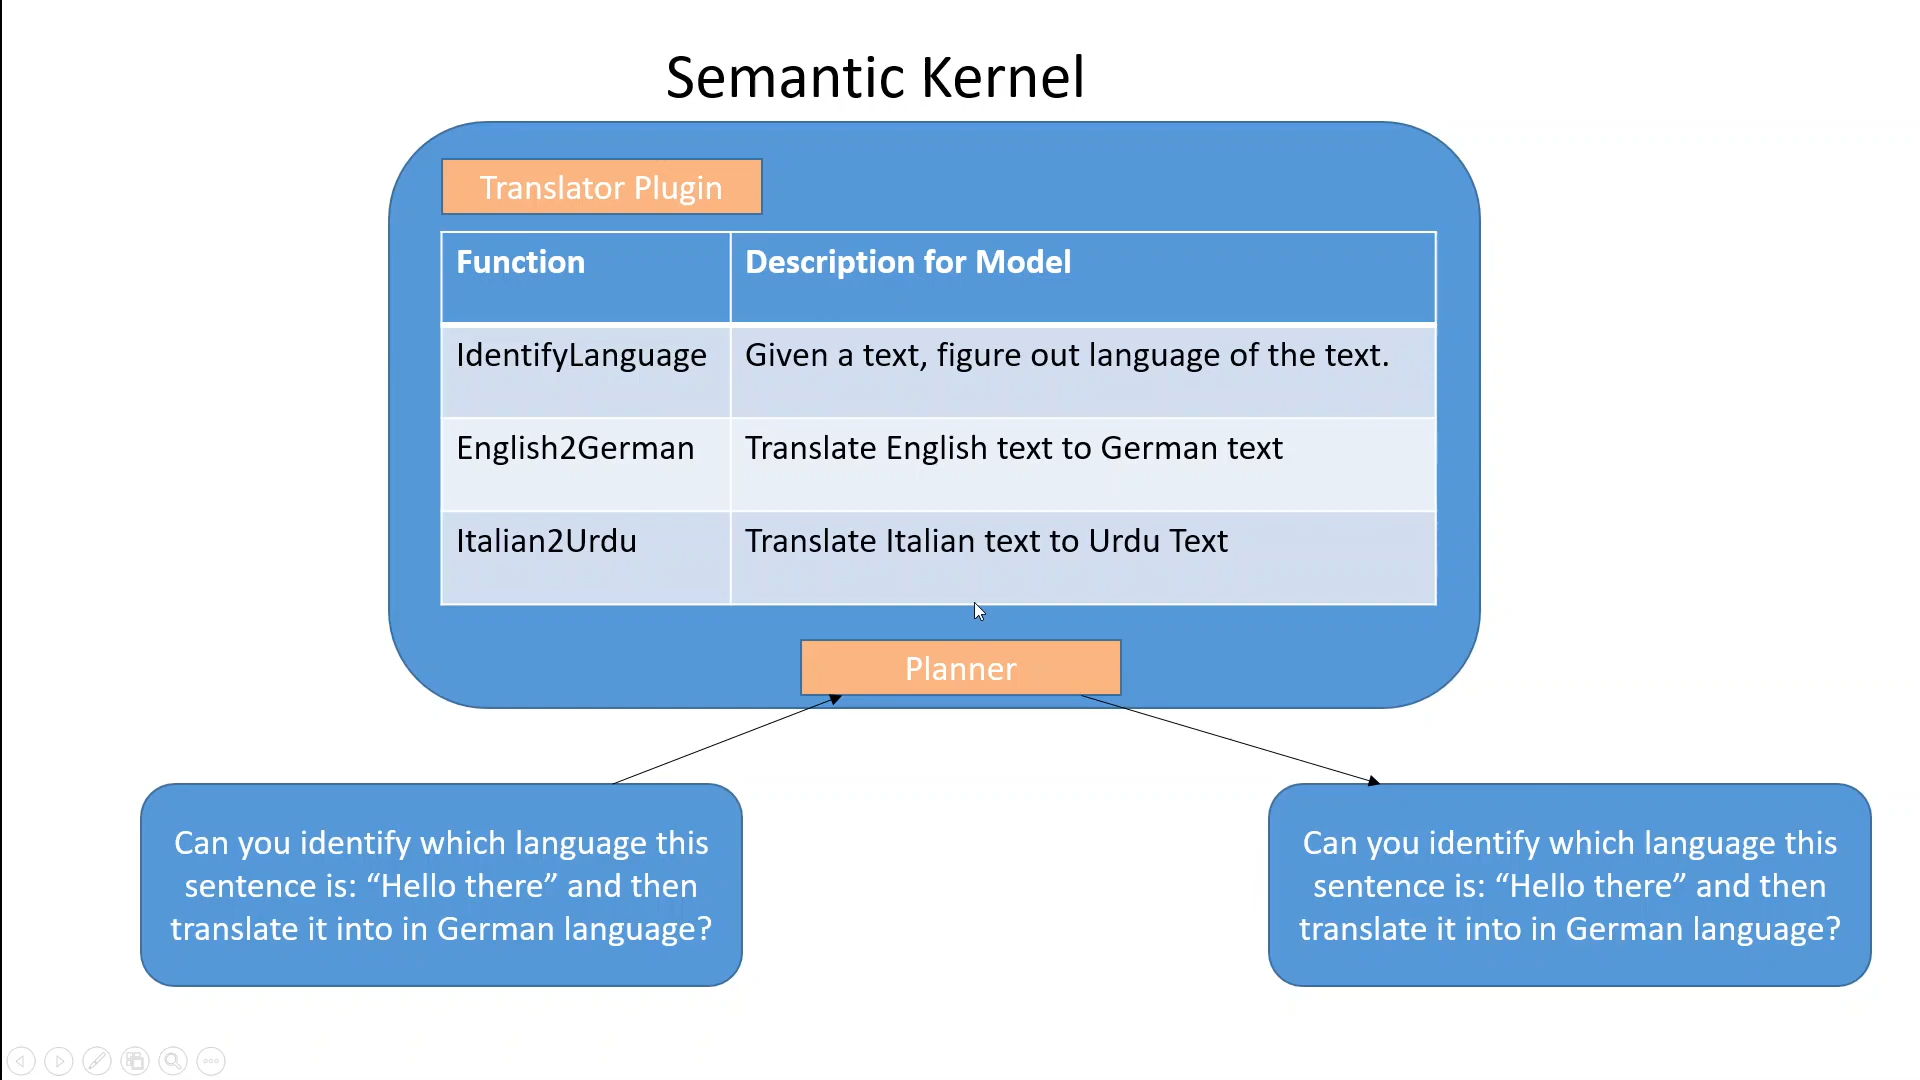 Semantic Kernel
Translator Plugin
Function
Description for Model
IdentifyLanguage
Given a text, figure out language of the text.
English2German
Translate English text to German text
Italian2Urdu
Translate Italian text to Urdu Text
Planner
Can you identify which language this
sentence is: “Hello there” and then
translate it into in German language?
Can you identify which language this
sentence is: “Hello there” and then
translate it into in German language?